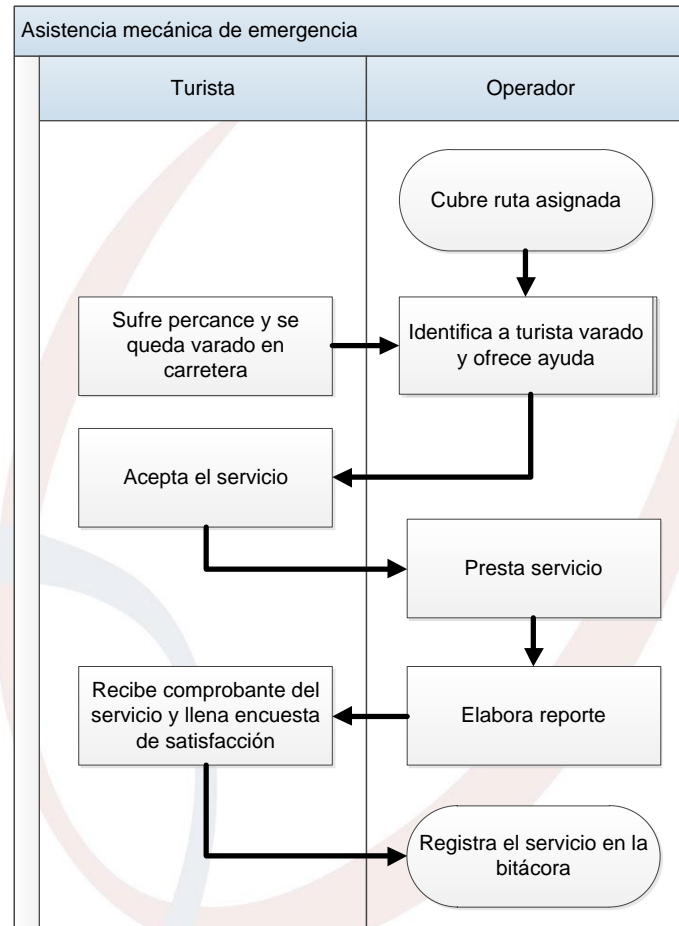 Asistencia mecánica de emergencia
Turista
Operador
Cubre ruta asignada
Sufre percance y se
queda varado en
carretera
Identifica a turista varado
y ofrece ayuda
Acepta el servicio
Presta servicio
Recibe comprobante del
servicio y llena encuesta
de satisfacción
Elabora reporte
Registra el servicio en la
bitácora